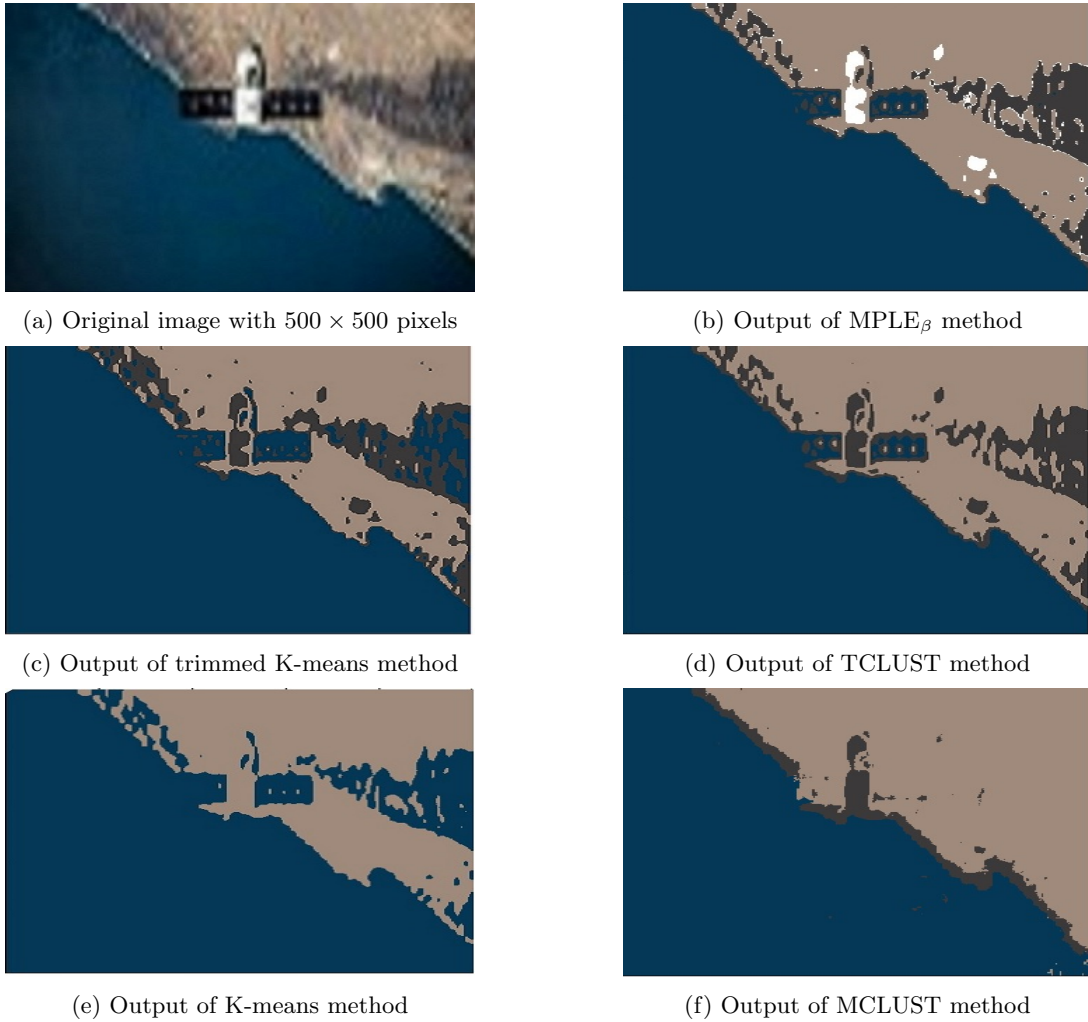 (a) Original image with 500 × 500 pixels
(b) Output of MPLEβ method
(c) Output of trimmed K-means method
(d) Output of TCLUST method
(e) Output of K-means method
(f) Output of MCLUST method